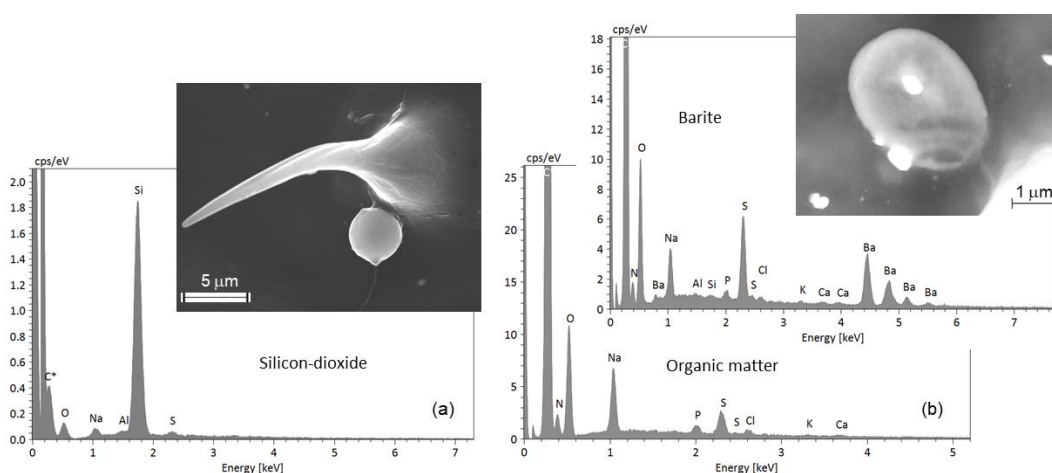 cps/eV
2.0
1.8
1.6
1.4
1.2
1.0
0.8
0.6
0.4
0.2
0.0
Si
C*
O
Na
Al
S
0 1 2 3 4 5 6 7
Energy [keV]
Silicon-dioxide
(a)
5 µm
cps/eV
25
20
15
10
5
0
C
N
O
Na
P
S
S
Cl
K
Ca
0 1 2 3 4 5
Energy [keV]
Organic matter
(b)
cps/eV
18
16
14
12
10
8
6
4
2
0
C
N
O
Ba
Na
Al
Si
P
S
S
Cl
K
Ca
Ca
Ba
Ba
Ba
Ba
0 1 2 3 4 5 6 7
Energy [keV]
Barite
1 µm